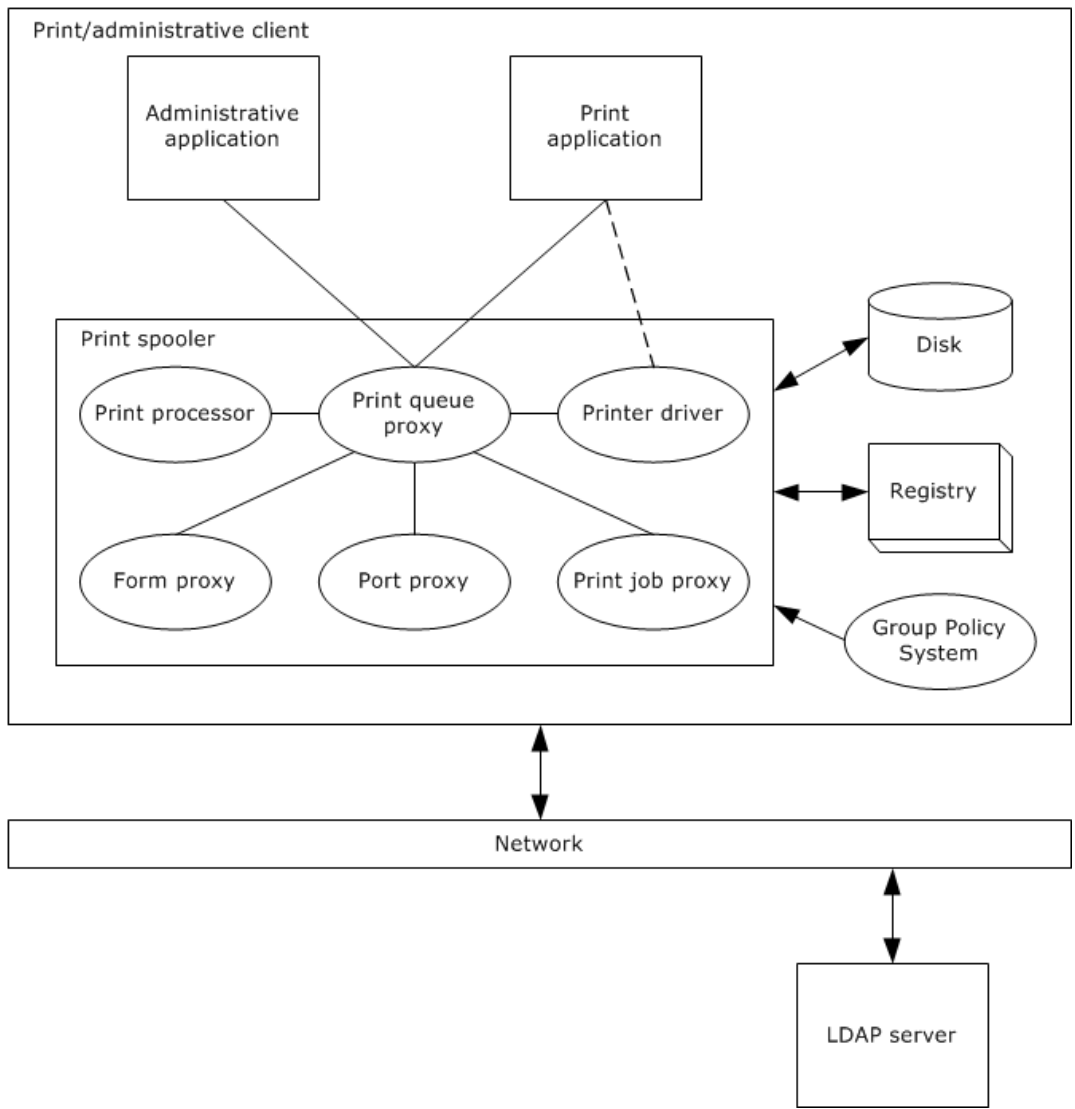 Print/administrative client
Administrative
application
Print
application
Print spooler
Disk
Print processor
Print queue
proxy
Printer driver
Registry
Form proxy
Port proxy
Print job proxy
Group Policy
System
Network
LDAP server